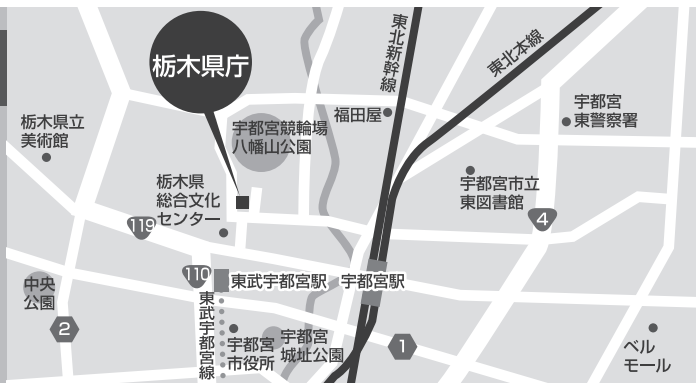 栃木県庁
東北新幹線
東北本線
栃木県立
美術館
宇都宮競輪場
八幡山公園
福田屋
宇都宮
東警察署
栃木県
総合文化
センター
宇都宮市立
東図書館
119
4
110
東武宇都宮駅
宇都宮駅
中央
公園
東武宇都宮線
2
宇都宮
市役所
宇都宮
城址公園
1
ベル
モール